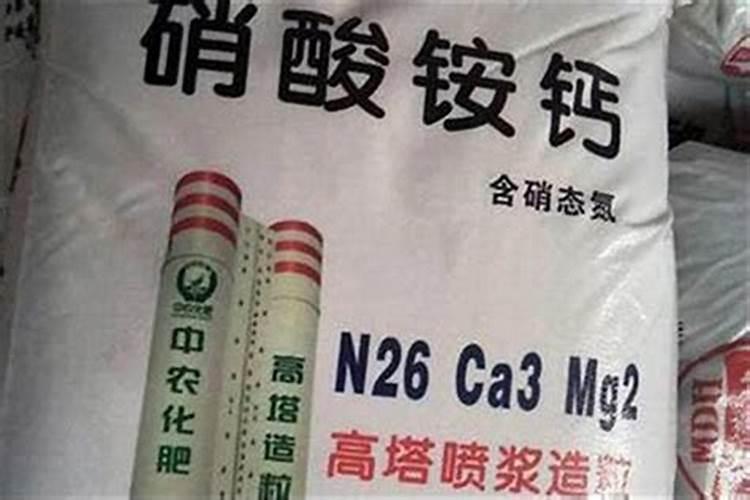 硝酸铵钙
含硝态氮
N26 Ca3 Mg2
高塔喷浆造粒
中农化肥
高塔造粒
MDH